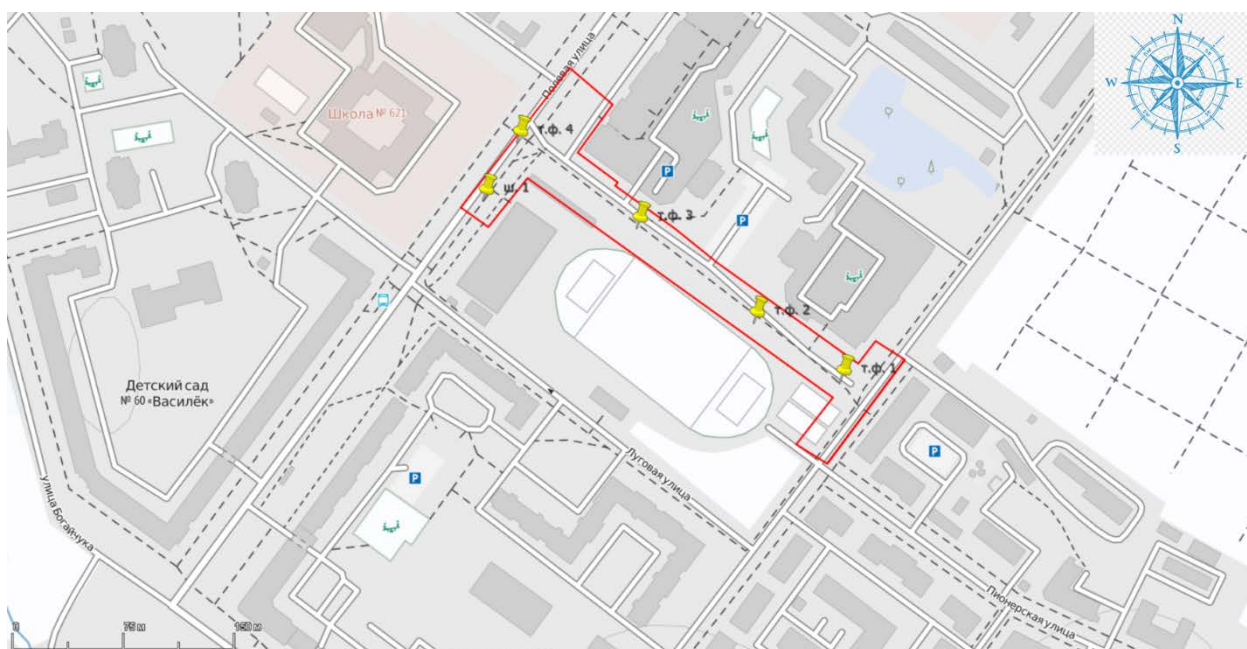 N
W
E
S
Полевая улица
Школа № 621
т.ф. 4
ш. 1
P
т.ф. 3
P
т.ф. 2
т.ф. 1
Детский сад
№ 60 «Василёк»
P
P
Луговая улица
улица Богайчука
Пионерская улица
0
75 м
150 м